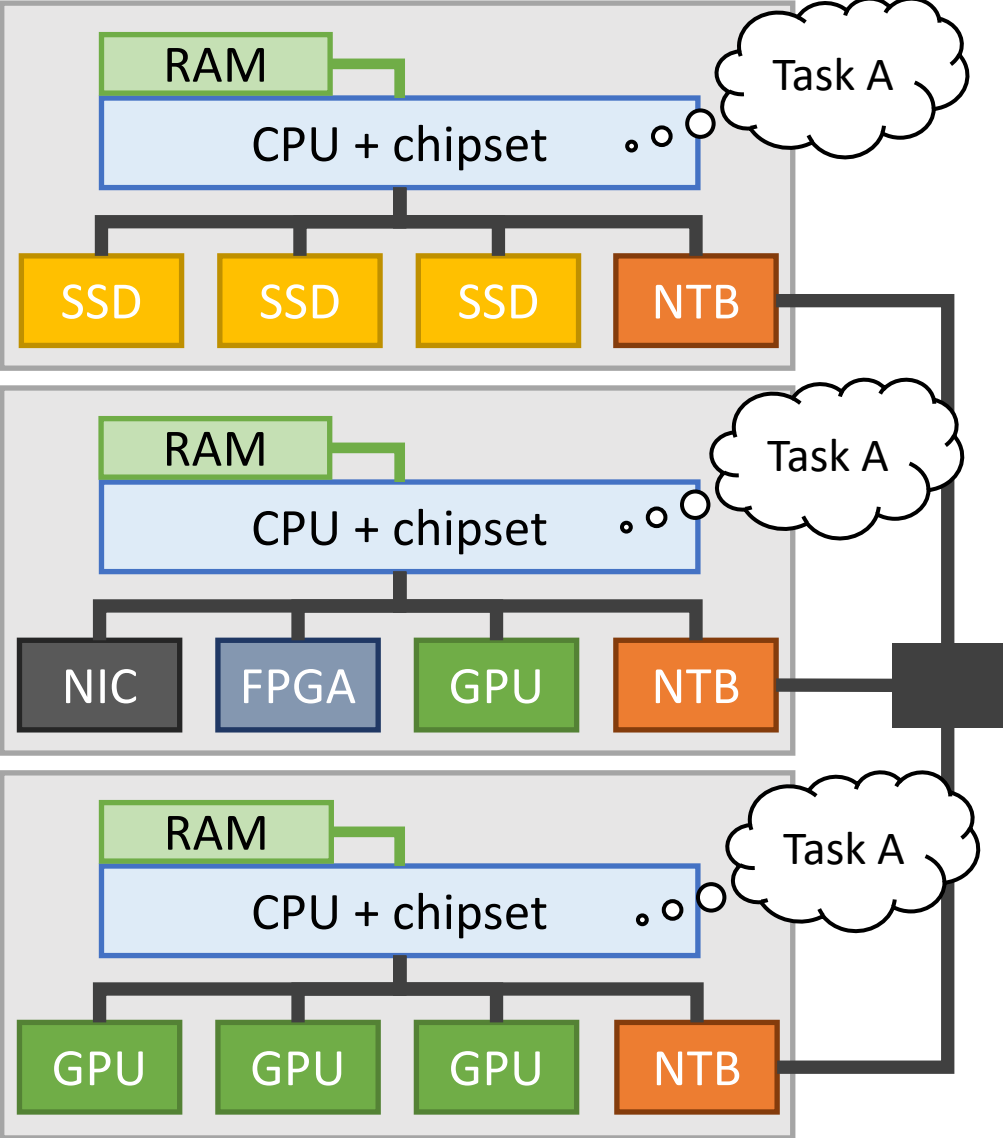 RAM
Task A
CPU + chipset
SSD
SSD
SSD
NTB
RAM
Task A
CPU + chipset
NIC
FPGA
GPU
NTB
RAM
Task A
CPU + chipset
GPU
GPU
GPU
NTB